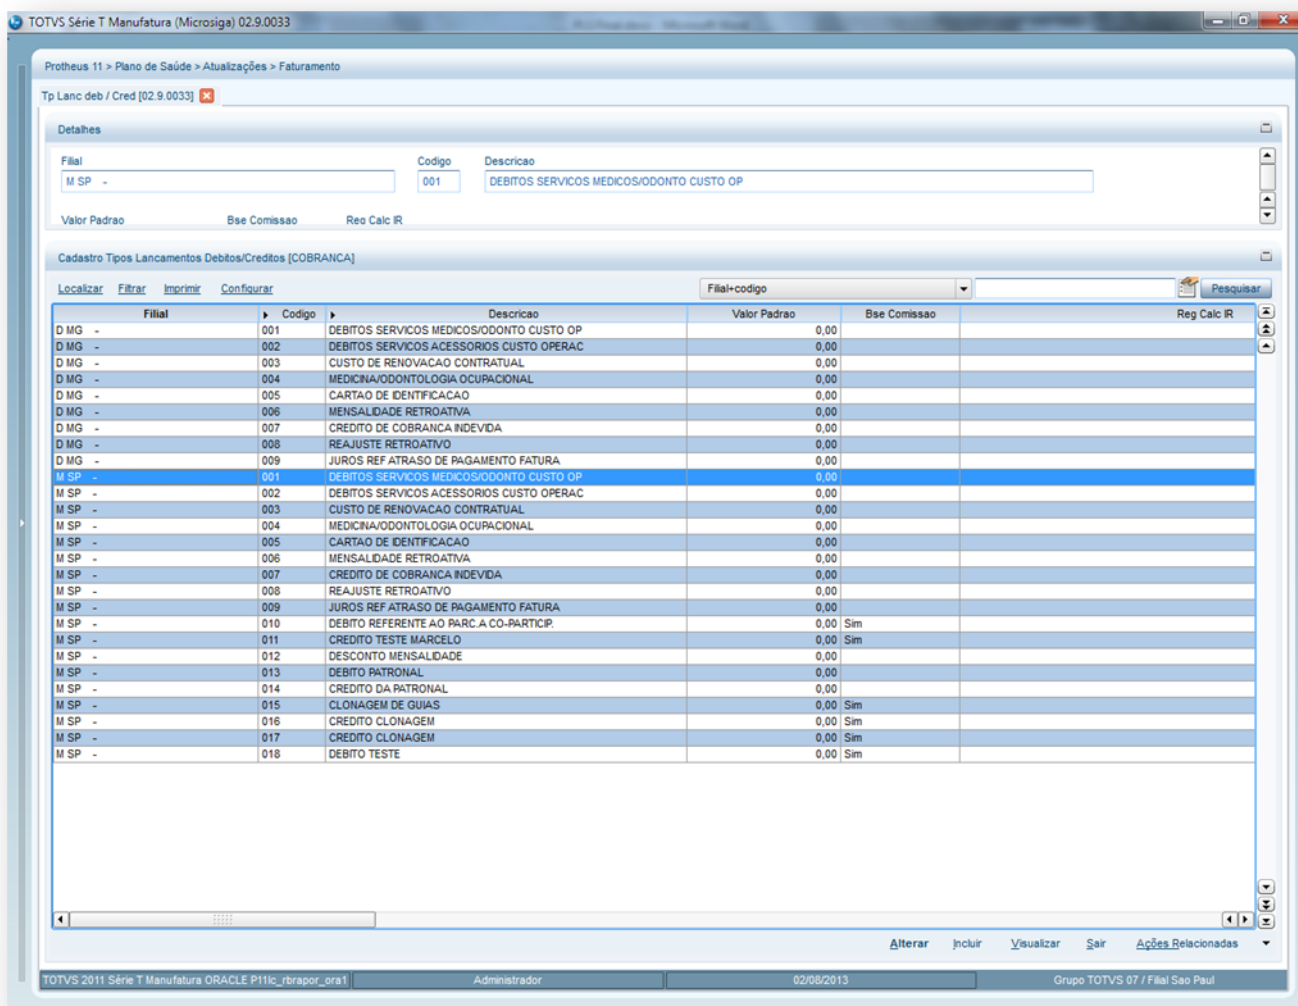 TOTVS Série T Manufatura (Microsiga) 02.9.0033
Protheus 11 > Plano de Saúde > Atualizações > Faturamento
Tp Lanc deb / Cred [02.9.0033]
Detalhes
Filial Codigo Descricao
M SP - 001 DEBITOS SERVICOS MEDICOS/ODONTO CUSTO OP
Valor Padrao Bse Comissao Reg Calc IR
Cadastro Tipos Lancamentos Debitos/Creditos [COBRANCA]
Localizar Filtrar Imprimir Configurar Filial+codigo Pesquisar
Filial Codigo Descricao Valor Padrao Bse Comissao Reg Calc IR
D MG - 001 DEBITOS SERVICOS MEDICOS/ODONTO CUSTO OP 0,00
D MG - 002 DEBITOS SERVICOS ACESSORIOS CUSTO OPERAC 0,00
D MG - 003 CUSTO DE RENOVACAO CONTRATUAL 0,00
D MG - 004 MEDICINA/ODONTOLOGIA OCUPACIONAL 0,00
D MG - 005 CARTAO DE IDENTIFICACAO 0,00
D MG - 006 MENSALIDADE RETROATIVA 0,00
D MG - 007 CREDITO DE COBRANCA INDEVIDA 0,00
D MG - 008 REAJUSTE RETROATIVO 0,00
D MG - 009 JUROS REF ATRASO DE PAGAMENTO FATURA 0,00
M SP - 001 DEBITOS SERVICOS MEDICOS/ODONTO CUSTO OP 0,00
M SP - 002 DEBITOS SERVICOS ACESSORIOS CUSTO OPERAC 0,00
M SP - 003 CUSTO DE RENOVACAO CONTRATUAL 0,00
M SP - 004 MEDICINA/ODONTOLOGIA OCUPACIONAL 0,00
M SP - 005 CARTAO DE IDENTIFICACAO 0,00
M SP - 006 MENSALIDADE RETROATIVA 0,00
M SP - 007 CREDITO DE COBRANCA INDEVIDA 0,00
M SP - 008 REAJUSTE RETROATIVO 0,00
M SP - 009 JUROS REF ATRASO DE PAGAMENTO FATURA 0,00
M SP - 010 DEBITO REFERENTE AO PARC.A CO-PARTICIP. 0,00 Sim
M SP - 011 CREDITO TESTE MARCELO 0,00 Sim
M SP - 012 DESCONTO MENSALIDADE 0,00
M SP - 013 DEBITO PATRONAL 0,00
M SP - 014 CREDITO DA PATRONAL 0,00
M SP - 015 CLONAGEM DE GUIAS 0,00 Sim
M SP - 016 CREDITO CLONAGEM 0,00 Sim
M SP - 017 CREDITO CLONAGEM 0,00 Sim
M SP - 018 DEBITO TESTE 0,00 Sim
Alterar Incluir Visualizar Sair Ações Relacionadas
TOTVS 2011 Série T Manufatura ORACLE P11lc_rbrapor_ora1 Administrador 02/08/2013 Grupo TOTVS 07 / Filial Sao Paul